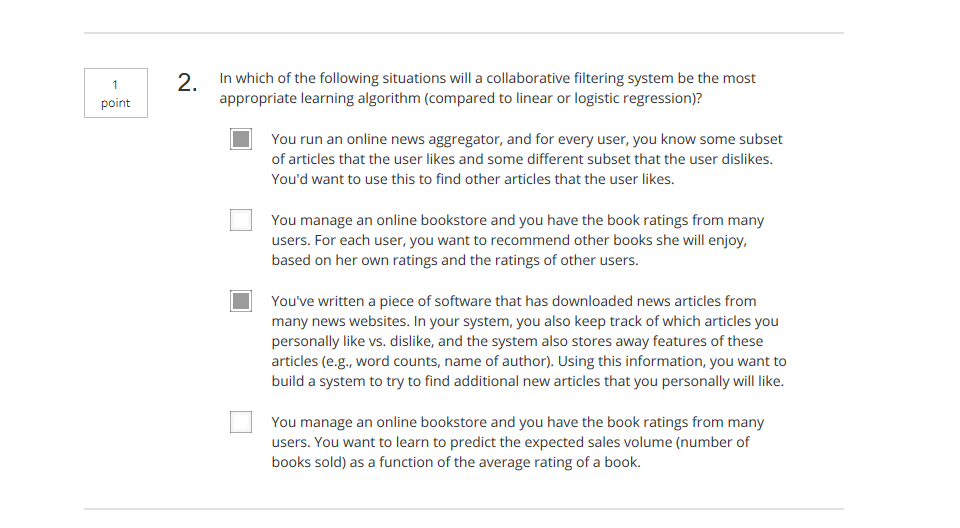 1
point
2.
In which of the following situations will a collaborative filtering system be the most
appropriate learning algorithm (compared to linear or logistic regression)?
You run an online news aggregator, and for every user, you know some subset
of articles that the user likes and some different subset that the user dislikes.
You'd want to use this to find other articles that the user likes.
You manage an online bookstore and you have the book ratings from many
users. For each user, you want to recommend other books she will enjoy,
based on her own ratings and the ratings of other users.
You've written a piece of software that has downloaded news articles from
many news websites. In your system, you also keep track of which articles you
personally like vs. dislike, and the system also stores away features of these
articles (e.g., word counts, name of author). Using this information, you want to
build a system to try to find additional new articles that you personally will like.
You manage an online bookstore and you have the book ratings from many
users. You want to learn to predict the expected sales volume (number of
books sold) as a function of the average rating of a book.